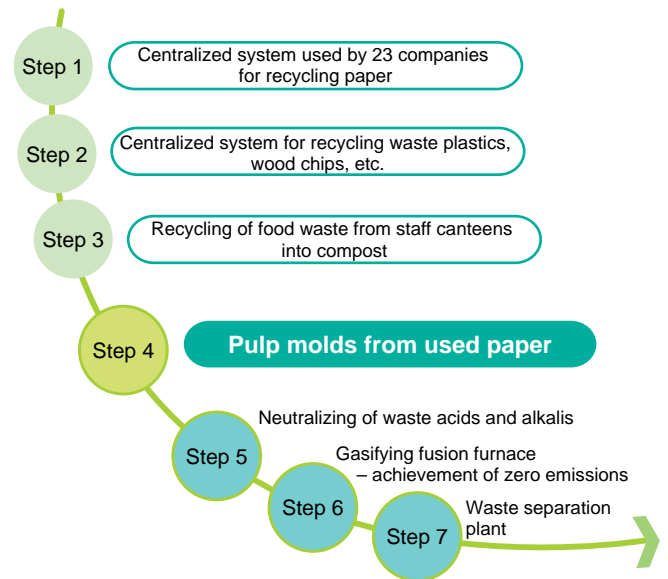 Step 1
Centralized system used by 23 companies
for recycling paper
Step 2
Centralized system for recycling waste plastics,
wood chips, etc.
Step 3
Recycling of food waste from staff canteens
into compost
Step 4
Pulp molds from used paper
Step 5
Neutralizing of waste acids and alkalis
Step 6
Gasifying fusion furnace
– achievement of zero emissions
Step 7
Waste separation
plant